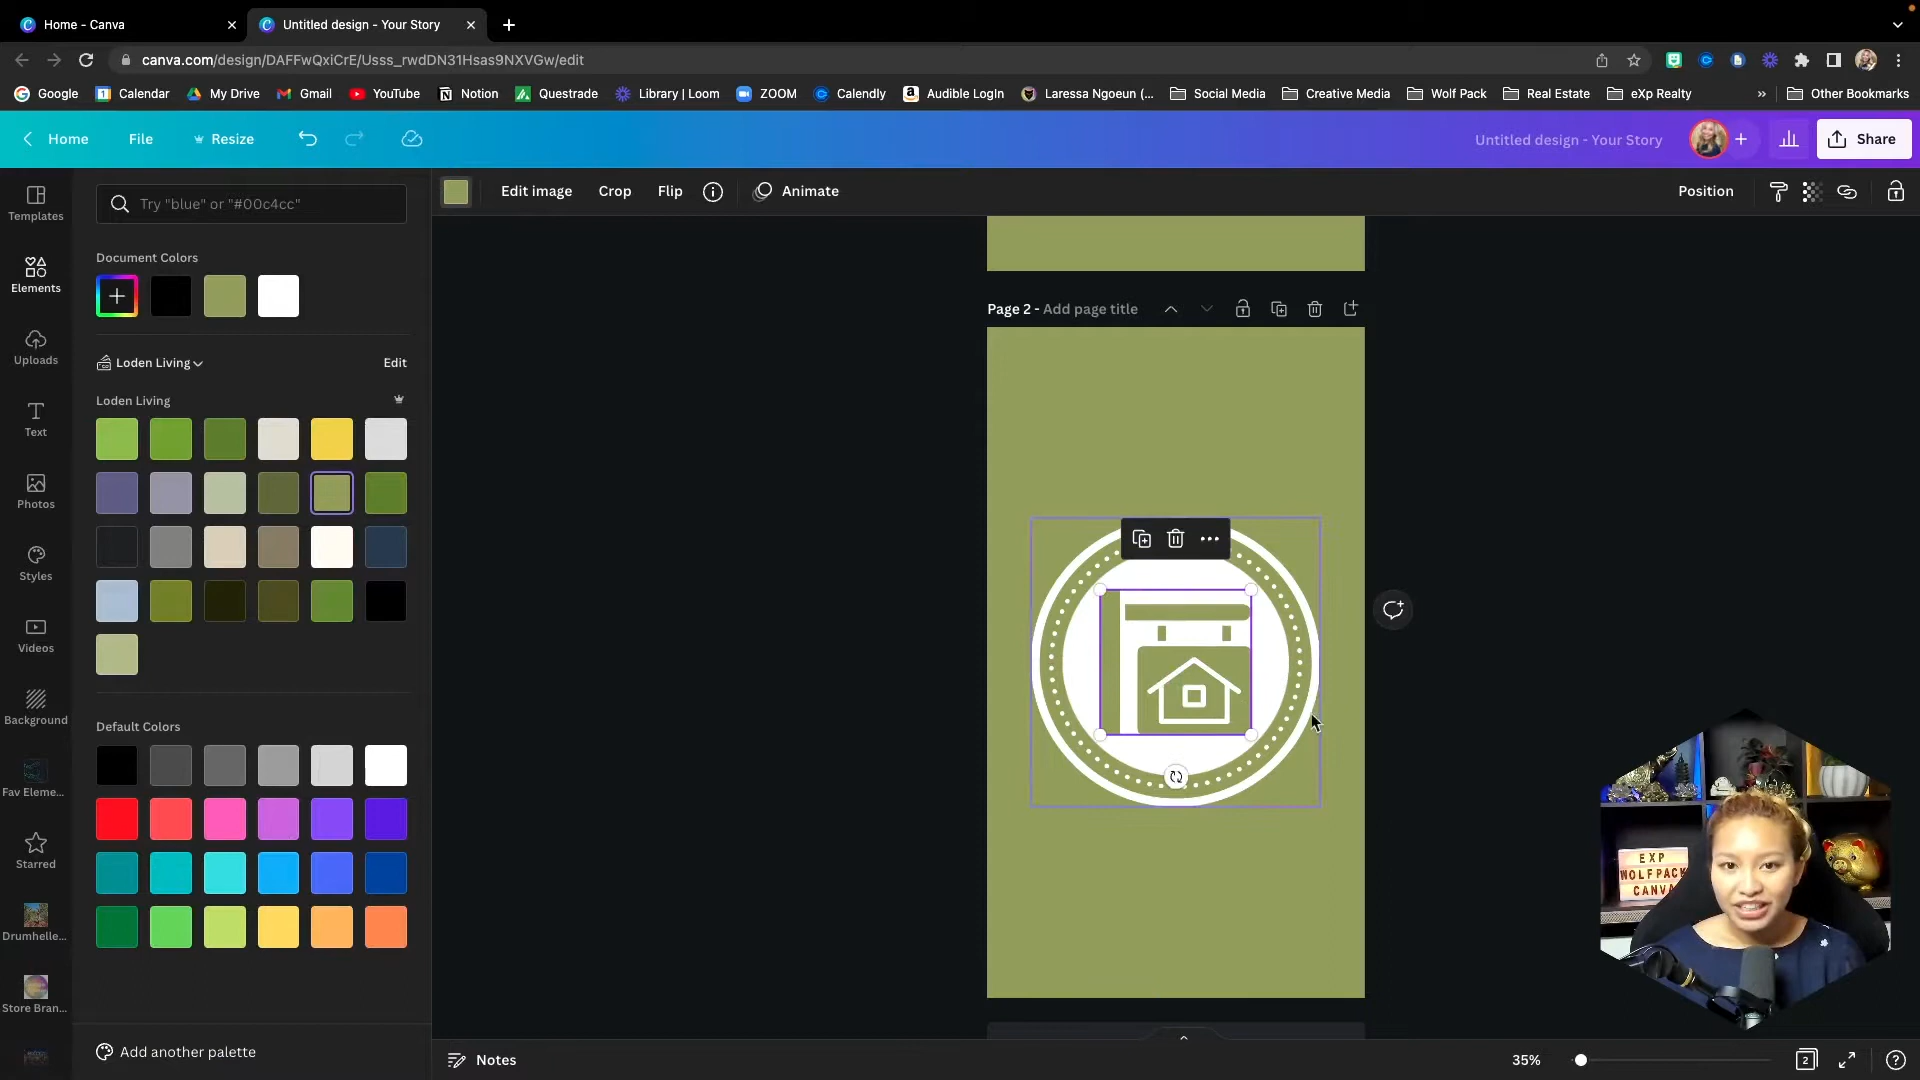 Home - Canva
Untitled design - Your Story
canva.com/design/DAFFwQxiCrE/Usss_rwdDN31Hsas9NXVGw/edit
Google
Calendar
My Drive
Gmail
YouTube
Notion
Questrade
Library | Loom
ZOOM
Calendly
Audible LogIn
Laressa Ngoeun (...
Social Media
Creative Media
Wolf Pack
Real Estate
eXp Realty
»
Other Bookmarks
Home
File
Resize
Untitled design - Your Story
Share
Templates
Elements
Uploads
Text
Photos
Styles
Videos
Background
Fav Eleme...
Starred
Drumhelle...
Store Bran...
Try "blue" or "#00c4cc"
Document Colors
Loden Living
Edit
Loden Living
Default Colors
Add another palette
Edit image
Crop
Flip
Animate
Position
Page 2 - Add page title
EXP
WOLFPACK
CANVA
Notes
35%
2